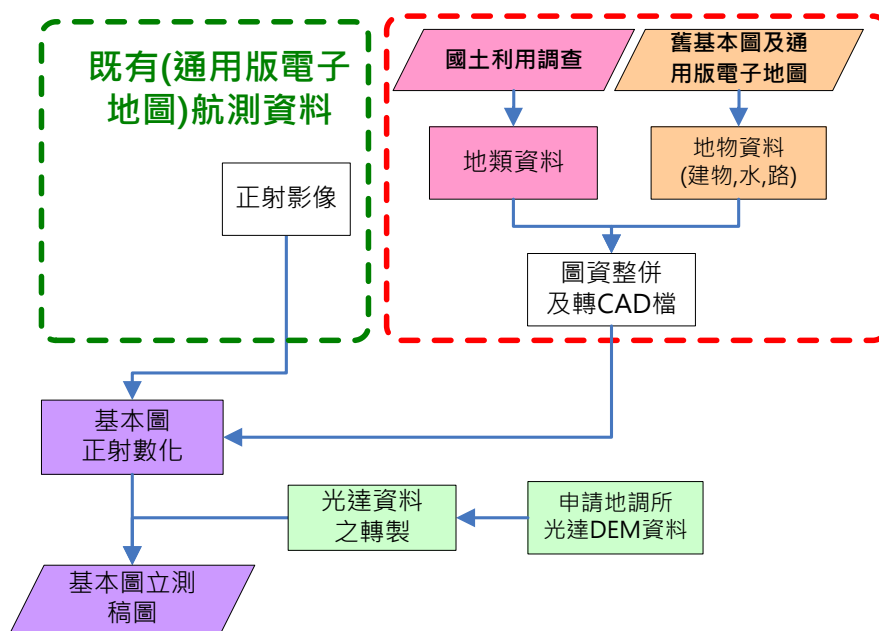 既有(通用版電子
地圖)航測資料
正射影像
國土利用調查
舊基本圖及通
用版電子地圖
地類資料
地物資料
(建物,水,路)
圖資整併
及轉CAD檔
基本圖
正射數化
光達資料
之轉製
申請地調所
光達DEM資料
基本圖立測
稿圖